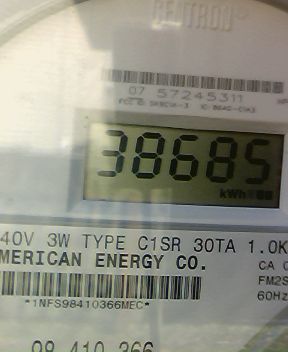 CENTRON
07 57245311
38685
kWh
40V 3W TYPE C1SR 30TA 1.0K
MERICAN ENERGY CO.
CA 0
FM2S
60Hz
*1NFS98410366MEC*
98 410 366